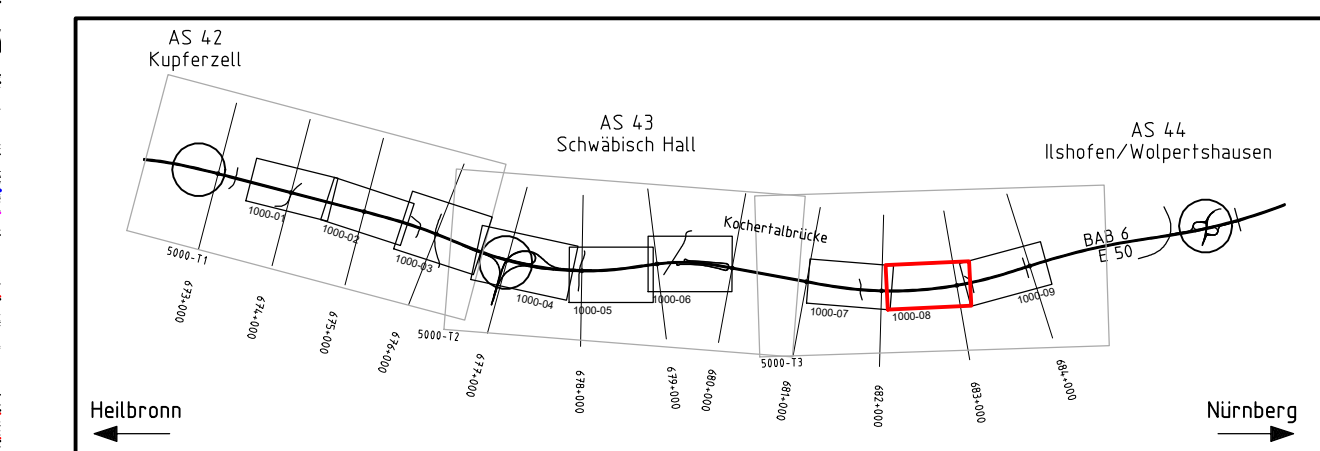 AS 42
Kupferzell
AS 43
Schwäbisch Hall
AS 44
Ilshofen/Wolpertshausen
Kochertalbrücke
BAB 6
E 50
1000-01
1000-02
1000-03
1000-04
1000-05
1000-06
1000-07
1000-08
1000-09
5000-T1
5000-T2
5000-T3
673+000
674+000
675+000
676+000
677+000
678+000
679+000
680+000
681+000
682+000
683+000
684+000
Heilbronn
Nürnberg